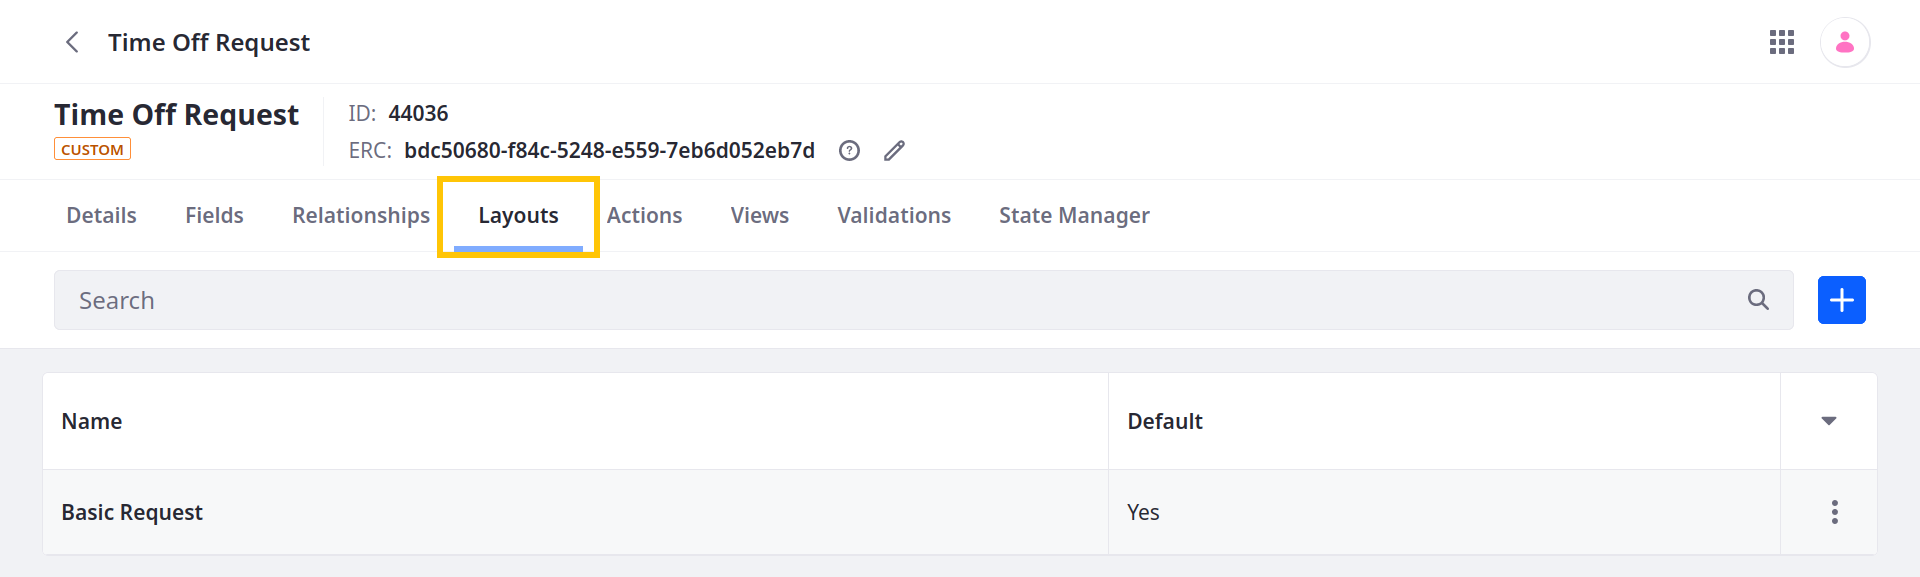 Time Off Request
Time Off Request
CUSTOM
ID: 44036
ERC: bdc50680-f84c-5248-e559-7eb6d052eb7d
Details Fields Relationships Layouts Actions Views Validations State Manager
Search
Name Default
Basic Request Yes